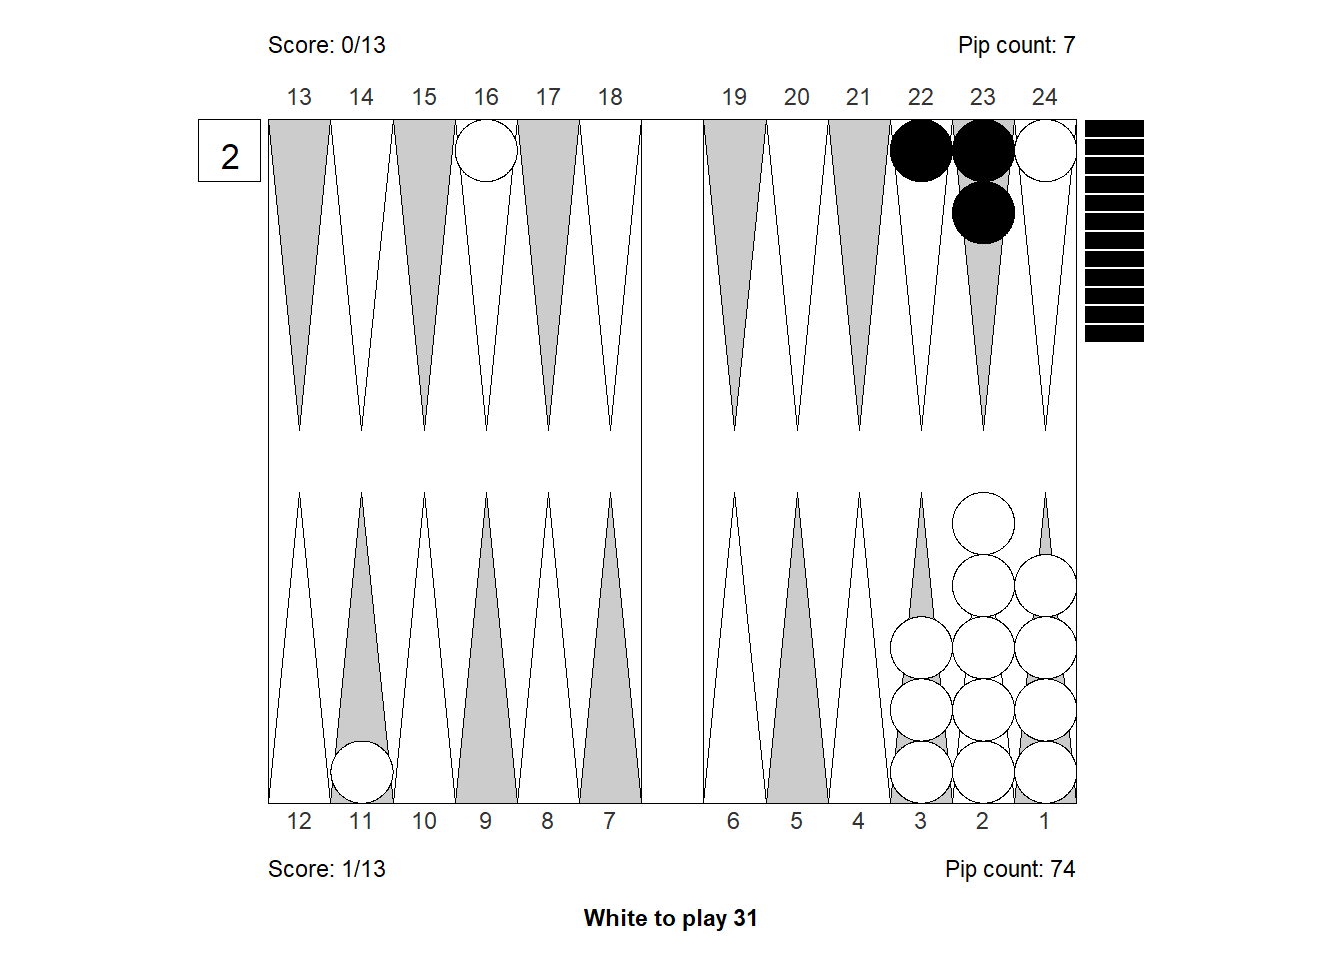 Score: 0/13 Pip count: 7
13 14 15 16 17 18 19 20 21 22 23 24
2
12 11 10 9 8 7 6 5 4 3 2 1
Score: 1/13 Pip count: 74
White to play 31